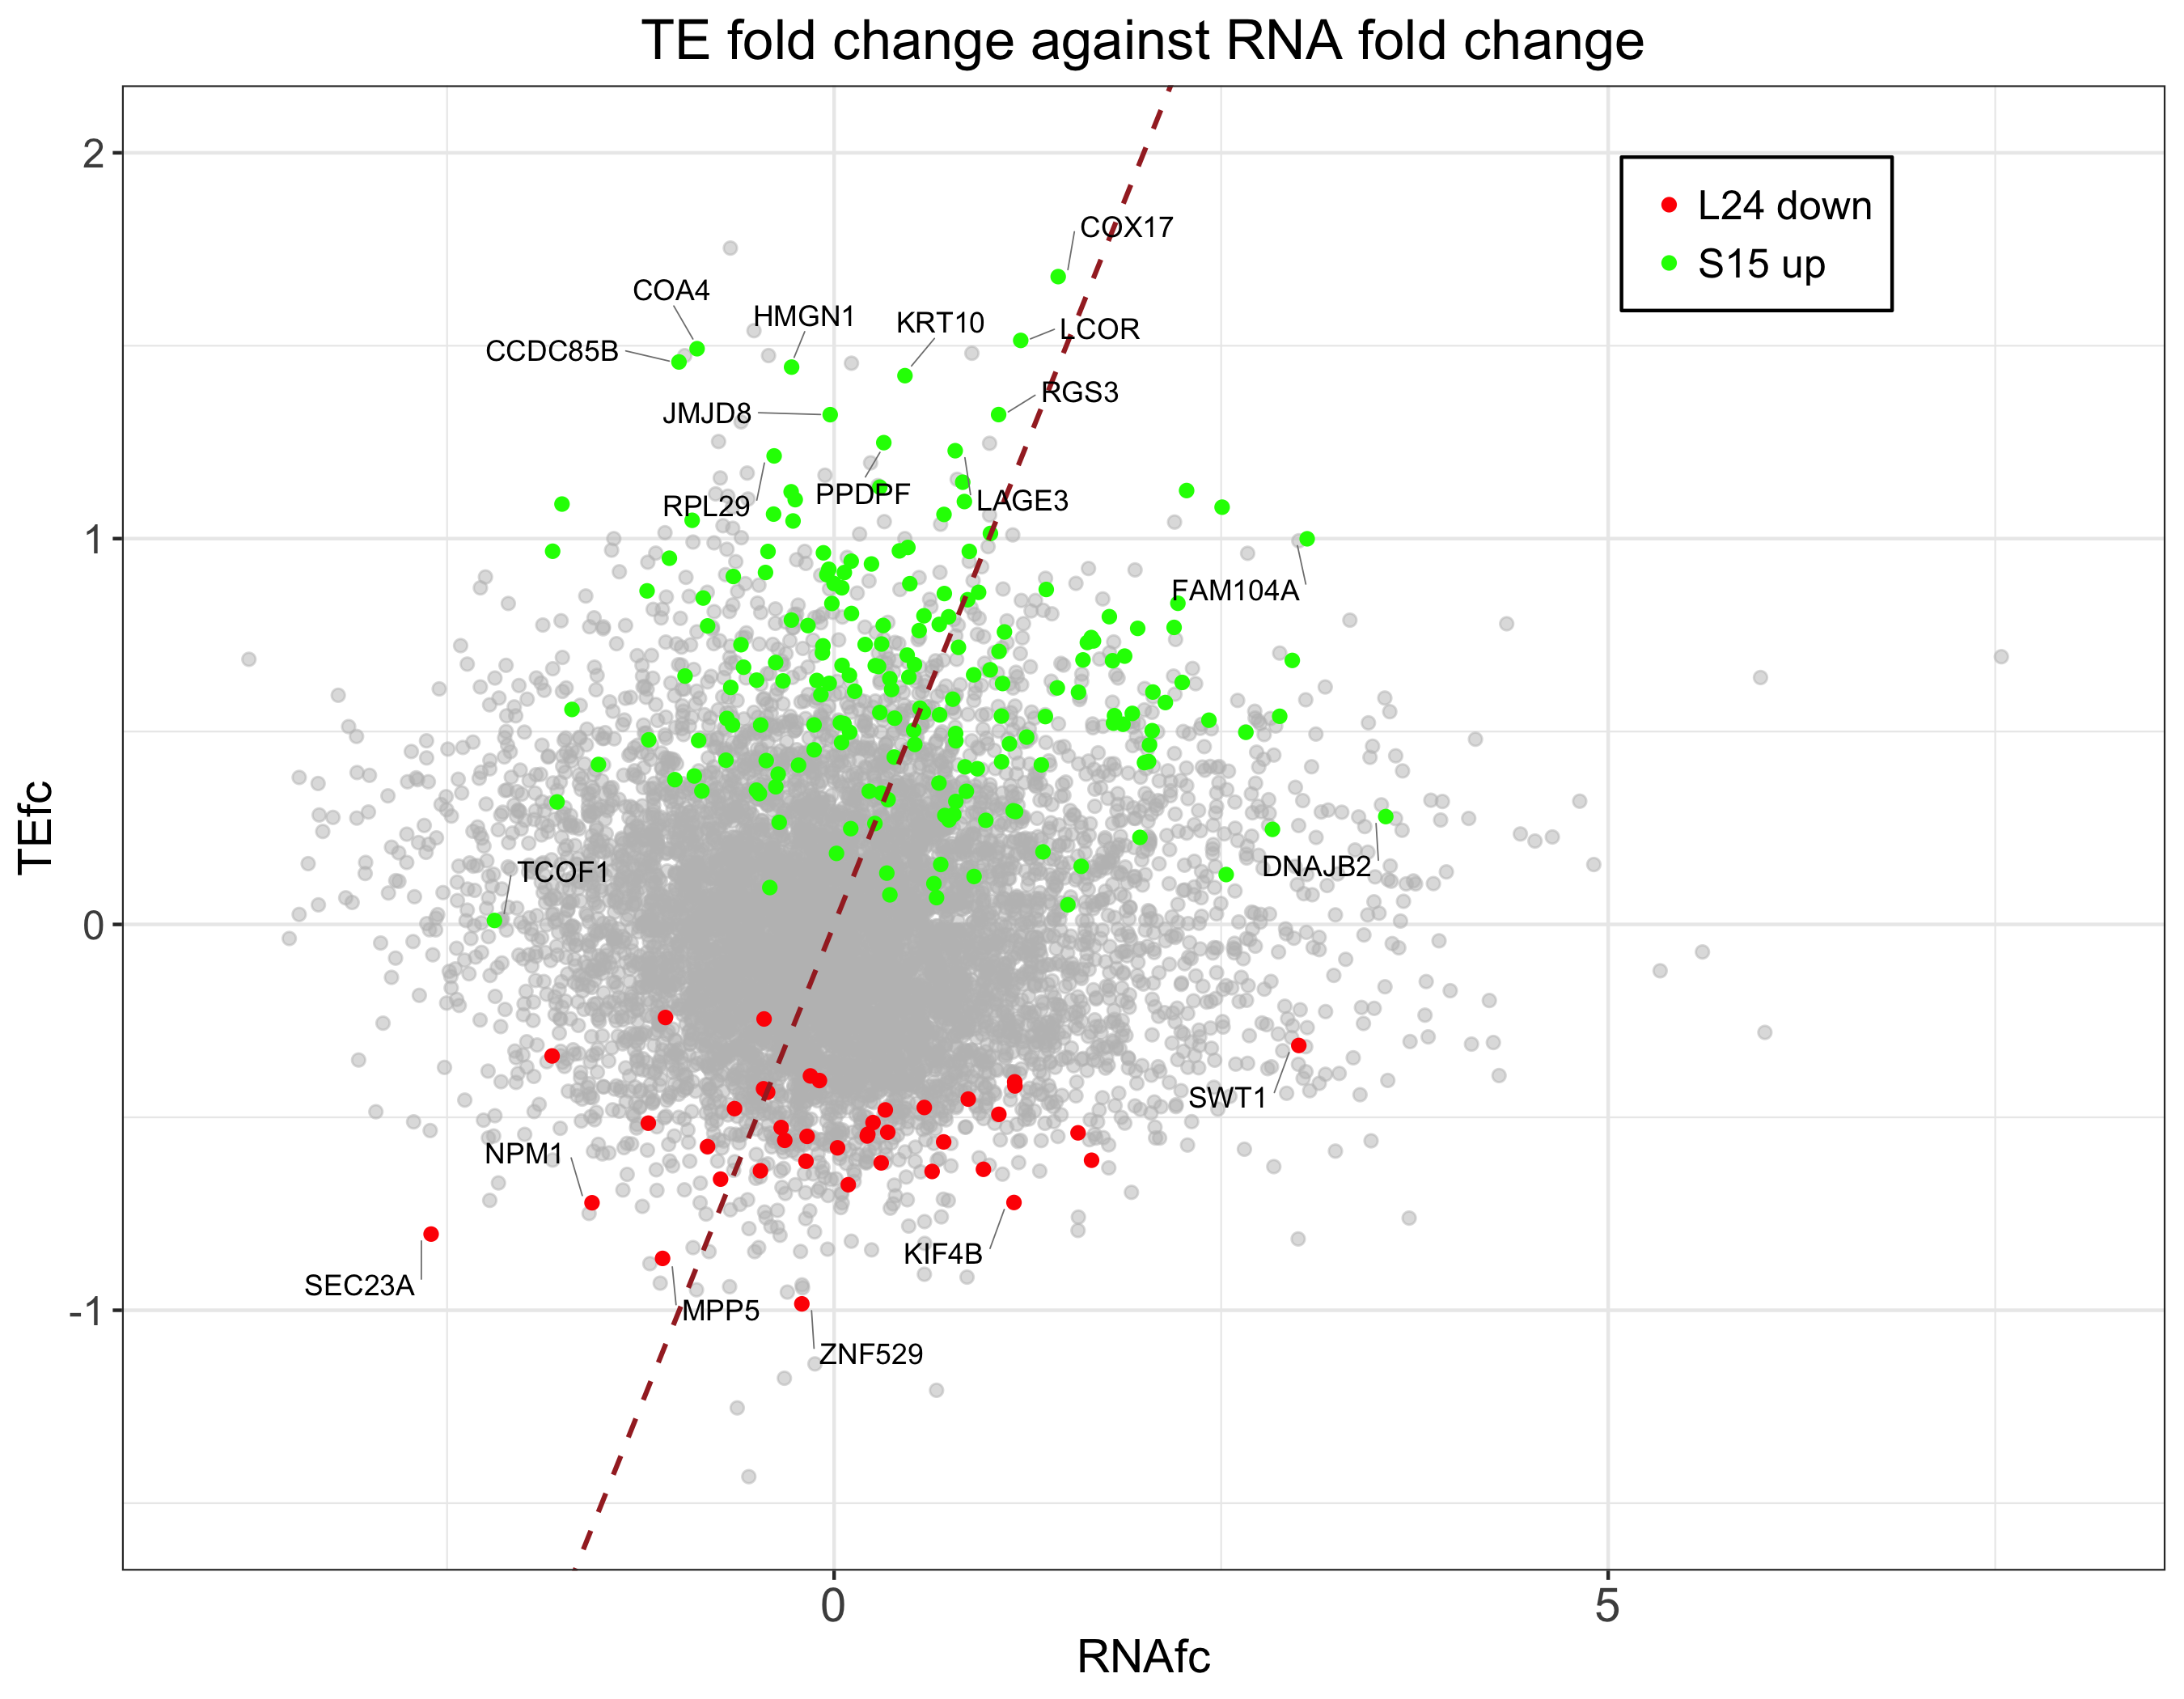 TE fold change against RNA fold change
2
COX17
L24 down
S15 up
COA4
HMGN1
KRT10
LCOR
CCDC85B
RGS3
JMJD8
PPDPF
RPL29
LAGE3
1
FAM104A
TEfc
DNAJB2
TCOF1
0
SWT1
NPM1
KIF4B
SEC23A
MPP5
-1
ZNF529
0
5
RNAfc